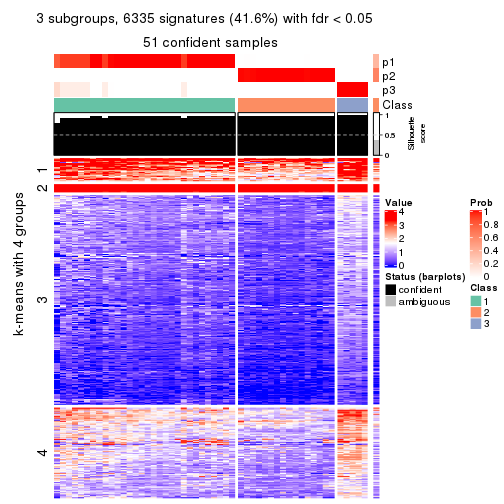 3 subgroups, 6335 signatures (41.6%) with fdr < 0.05
51 confident samples
p1
p2
p3
Class
1
0.5
0
Silhouette
score
k-means with 4 groups
1
2
3
4
Value
4
3
2
1
0
Status (barplots)
confident
ambiguous
Prob
1
0.8
0.6
0.4
0.2
0
Class
1
2
3